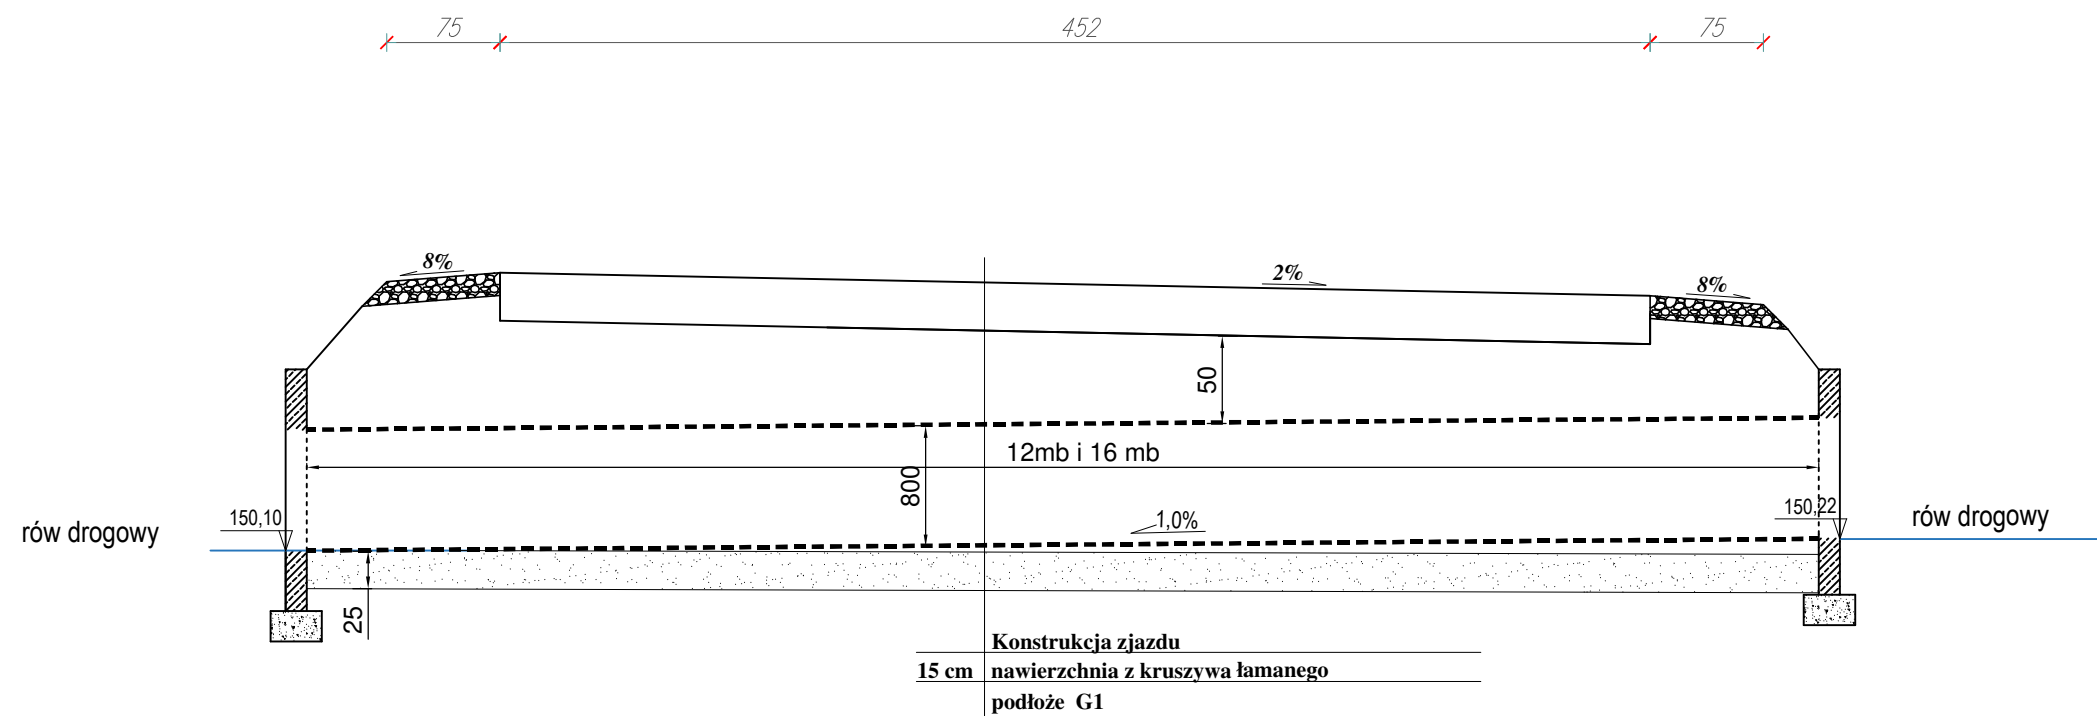 75
452
75
8%
2%
8%
50
12mb i 16 mb
800
150,10
1,0%
150,22
rów drogowy
rów drogowy
25
Konstrukcja zjazdu
15 cm nawierzchnia z kruszywa łamanego
podłoże G1